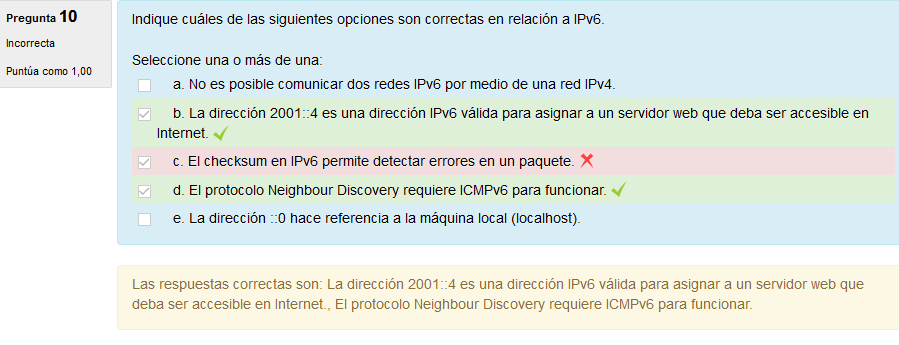 Pregunta 10
Incorrecta
Puntúa como 1,00
Indique cuáles de las siguientes opciones son correctas en relación a IPv6.
Seleccione una o más de una:
a. No es posible comunicar dos redes IPv6 por medio de una red IPv4.
b. La dirección 2001::4 es una dirección IPv6 válida para asignar a un servidor web que deba ser accesible en
Internet.
c. El checksum en IPv6 permite detectar errores en un paquete.
d. El protocolo Neighbour Discovery requiere ICMPv6 para funcionar.
e. La dirección ::0 hace referencia a la máquina local (localhost).
Las respuestas correctas son: La dirección 2001::4 es una dirección IPv6 válida para asignar a un servidor web que
deba ser accesible en Internet., El protocolo Neighbour Discovery requiere ICMPv6 para funcionar.